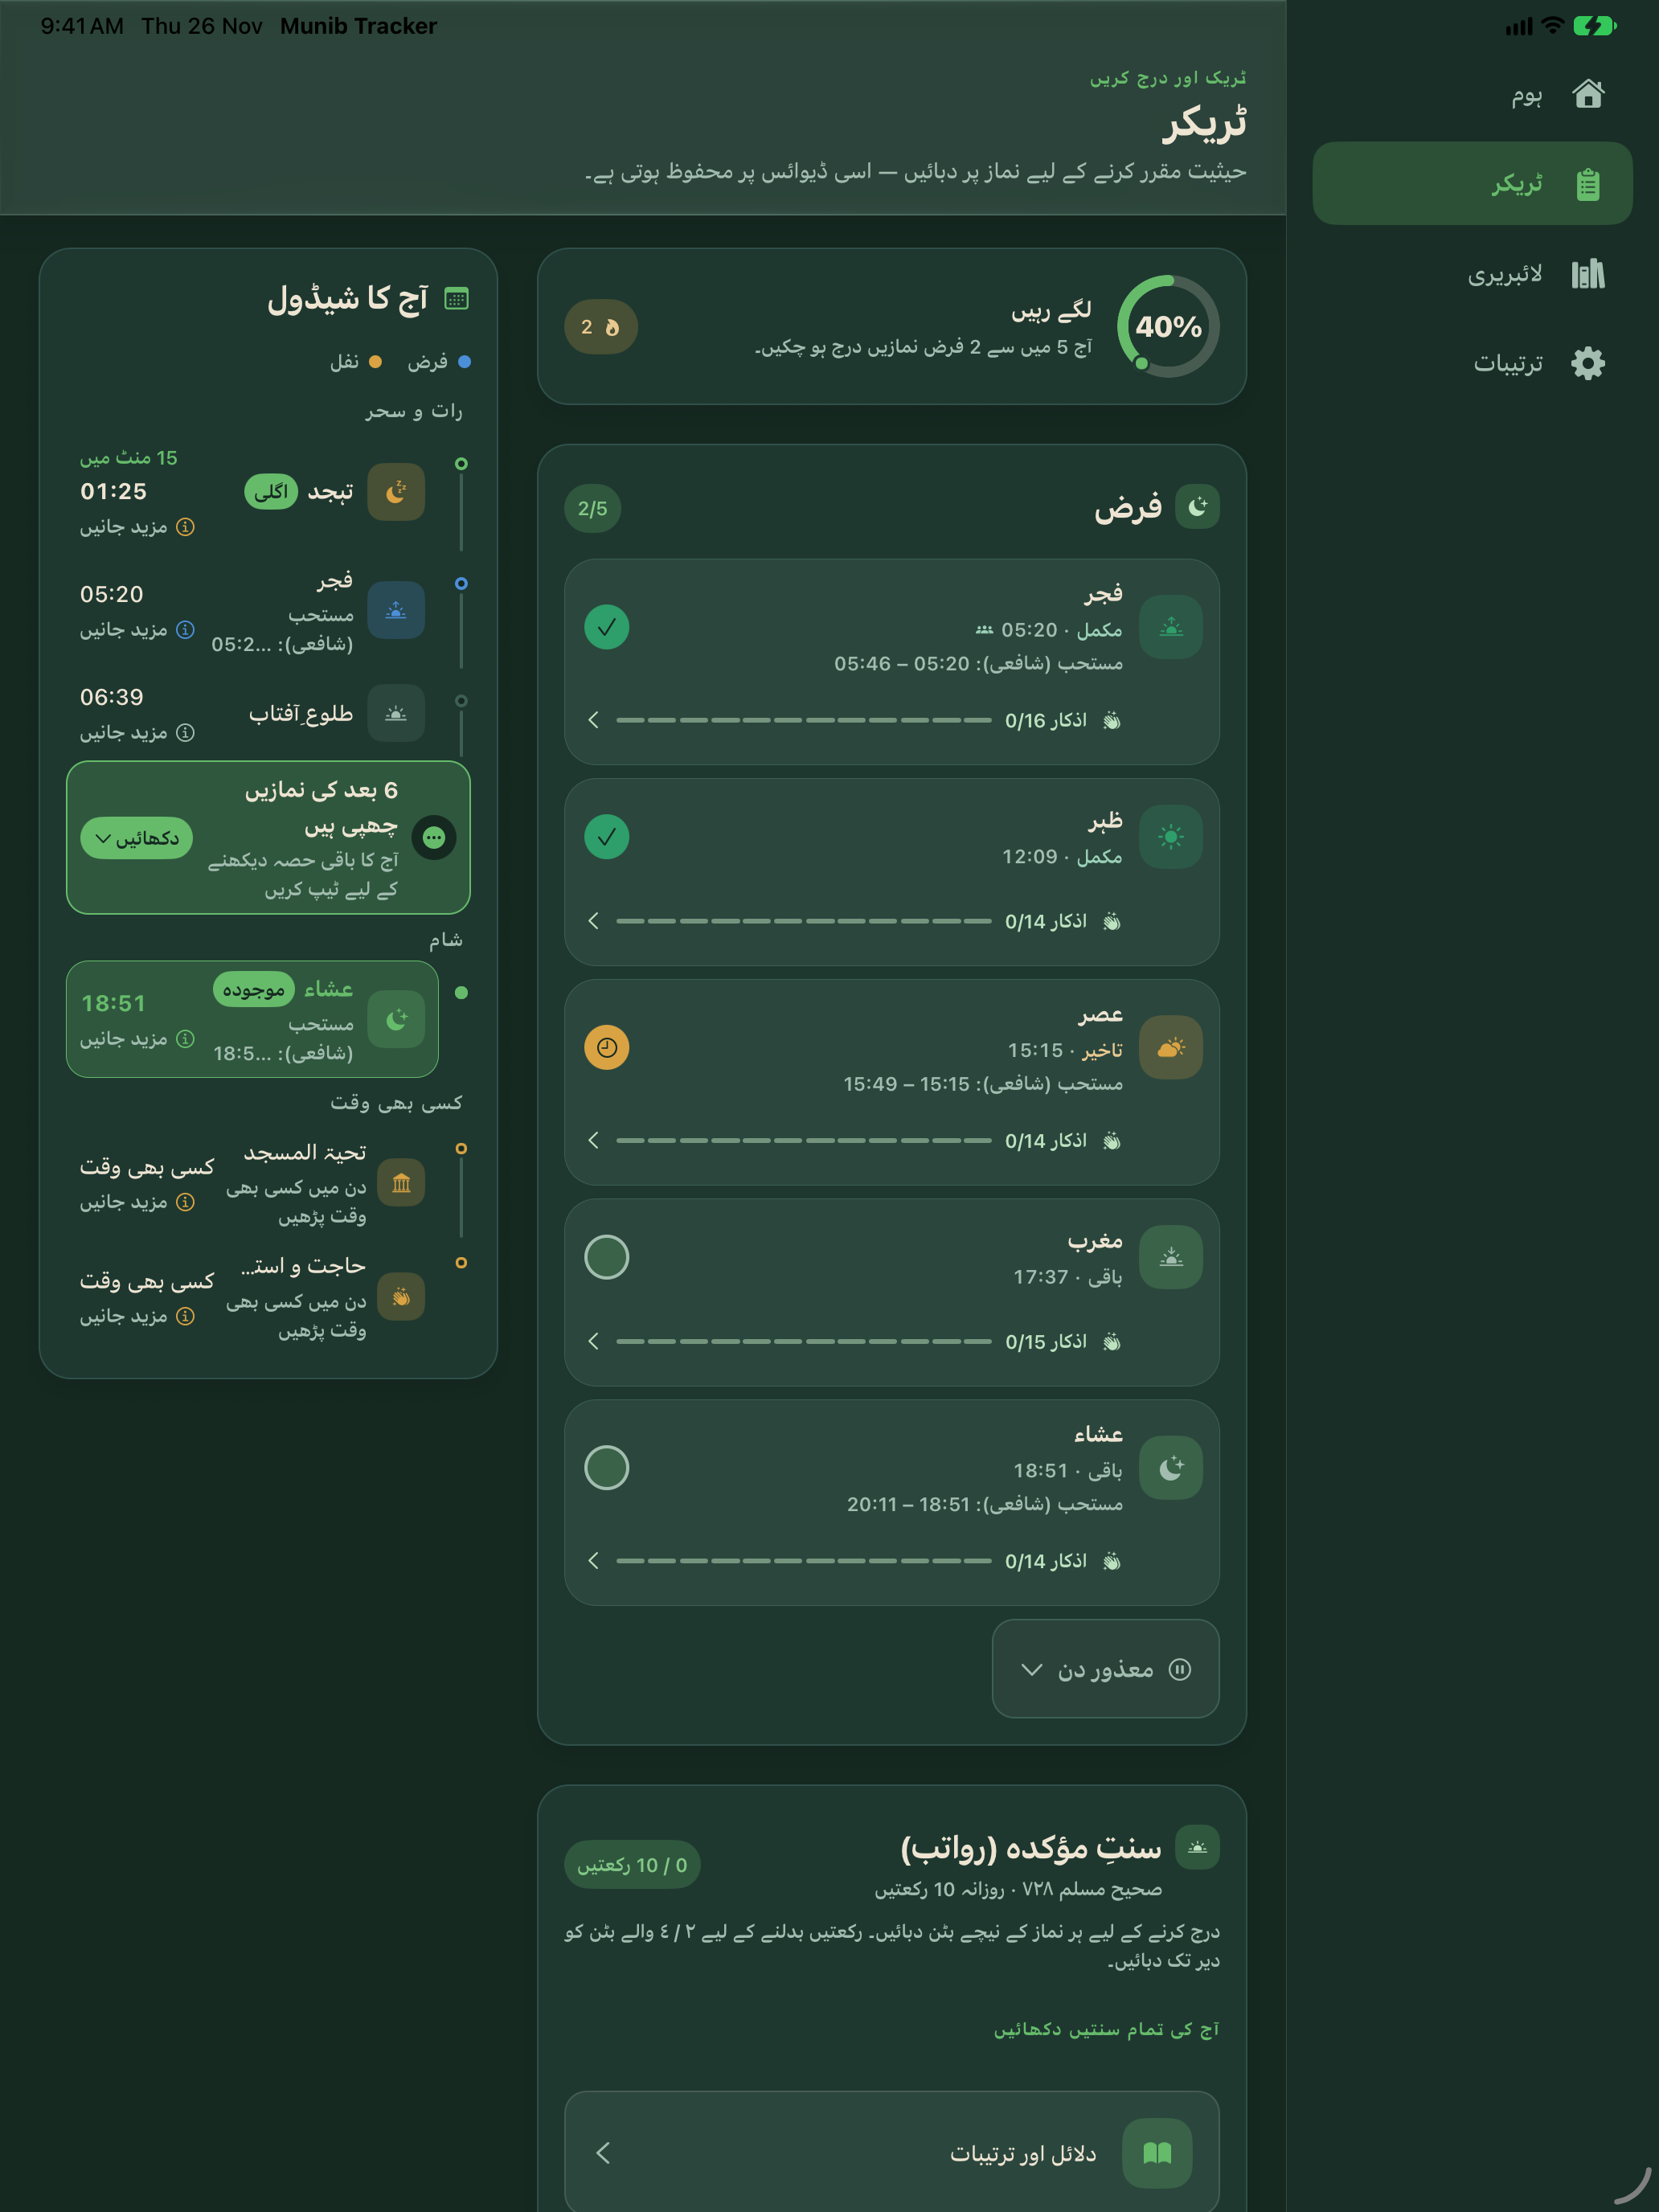 9:41 AM Thu 26 Nov Munib Tracker
ہوم
ٹریکر
لائبریری
ترتیبات
ٹریک اور درج کریں
ٹریکر
حیثیت مقرر کرنے کے لیے نماز پر دبائیں — اسی ڈیوائس پر محفوظ ہوتی ہے۔
40%
لگے رہیں
آج 5 میں سے 2 فرض نمازیں درج ہو چکیں۔
2
فرض
2/5
فجر
مکمل · 05:20
مستحب (شافعی): 05:20 – 05:46
اذکار 0/16
ظہر
مکمل · 12:09
اذکار 0/14
عصر
تاخیر · 15:15
مستحب (شافعی): 15:15 – 15:49
اذکار 0/14
مغرب
باقی · 17:37
اذکار 0/15
عشاء
باقی · 18:51
مستحب (شافعی): 18:51 – 20:11
اذکار 0/14
معذور دن
سنتِ مؤکدہ (رواتب)
صحیح مسلم ٧٢٨ · روزانہ 10 رکعتیں
0 / 10 رکعتیں
درج کرنے کے لیے ہر نماز کے نیچے بٹن دبائیں۔ رکعتیں بدلنے کے لیے ٢ / ٤ والے بٹن کو
دیر تک دبائیں۔
آج کی تمام سنتیں دکھائیں
دلائل اور ترتیبات
آج کا شیڈول
فرض
نفل
رات و سحر
تہجد
اگلی
15 منٹ میں
01:25
مزید جانیں
فجر
مستحب
(شافعی): 05:2...
05:20
مزید جانیں
طلوعِ آفتاب
06:39
مزید جانیں
6 بعد کی نمازیں
چھپی ہیں
آج کا باقی حصہ دیکھنے
کے لیے ٹیپ کریں
دکھائیں
شام
عشاء
موجودہ
مستحب
(شافعی): 18:5...
18:51
مزید جانیں
کسی بھی وقت
تحیۃ المسجد
دن میں کسی بھی
وقت پڑھیں
کسی بھی وقت
مزید جانیں
حاجت و است...
دن میں کسی بھی
وقت پڑھیں
کسی بھی وقت
مزید جانیں